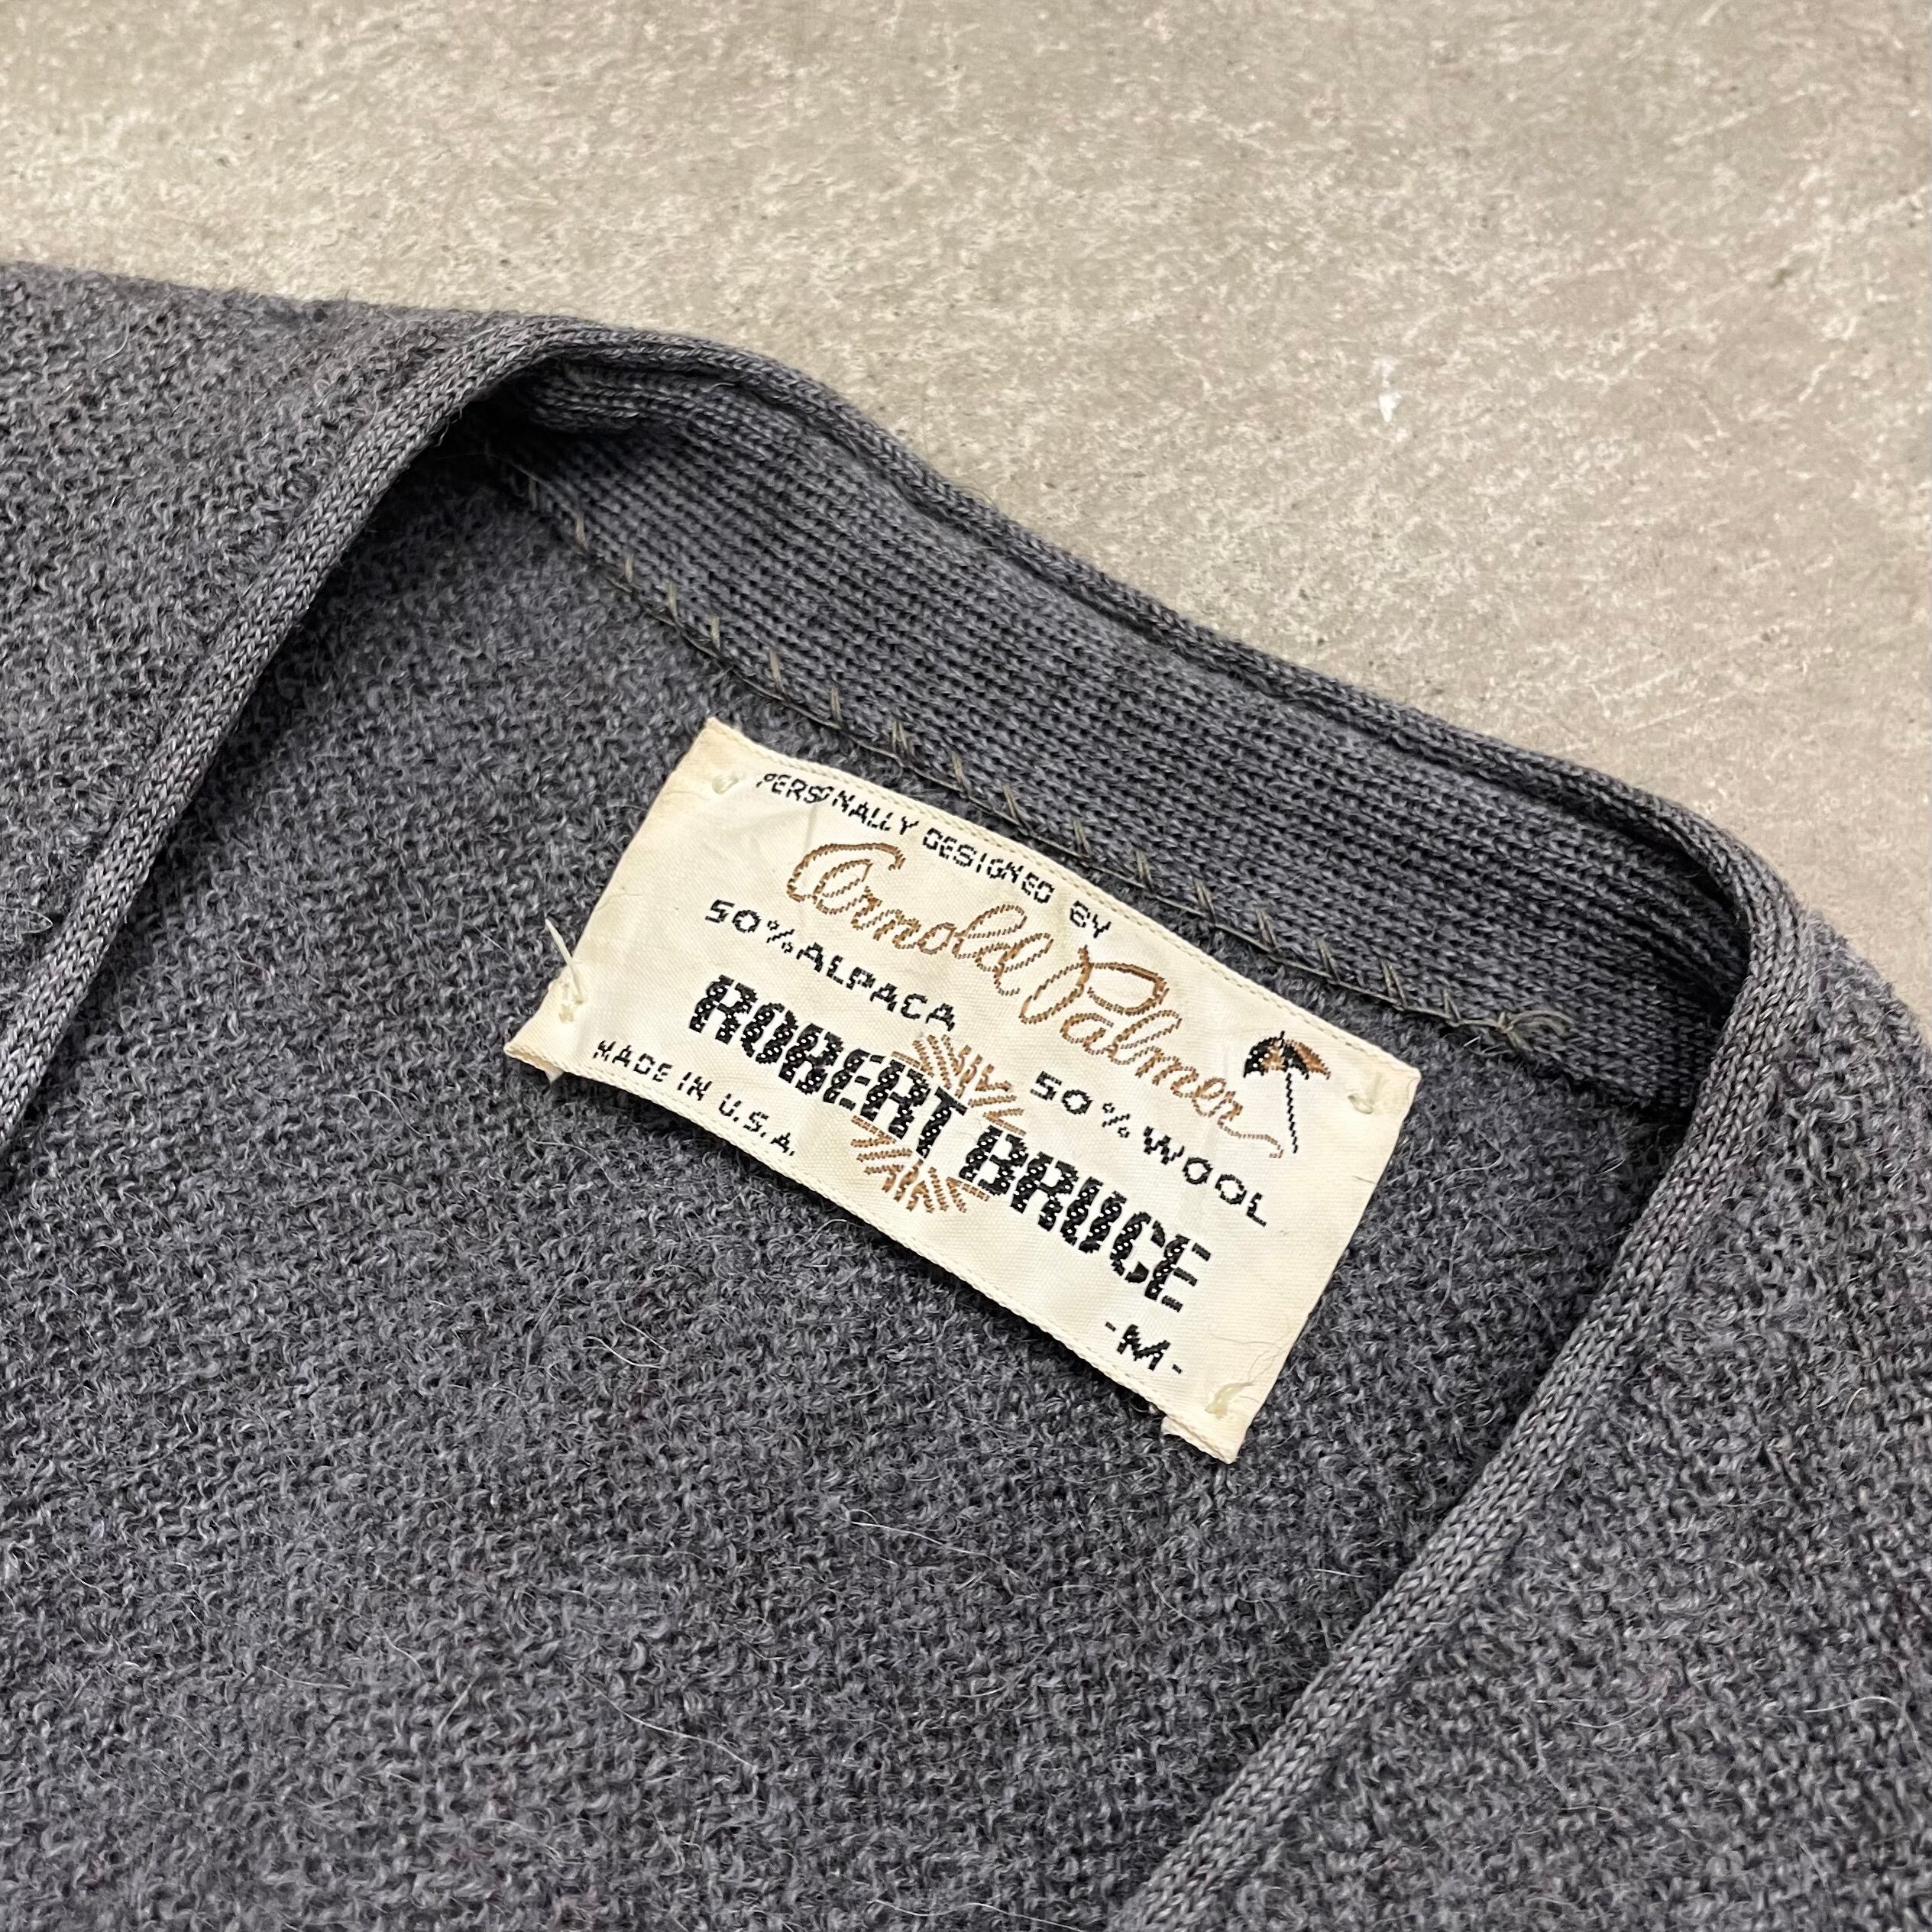 PERSONALLY DESIGNED BY
Arnold Palmer
50% ALPACA 50% WOOL
ROBERT BRUCE
MADE IN U.S.A.
-M-